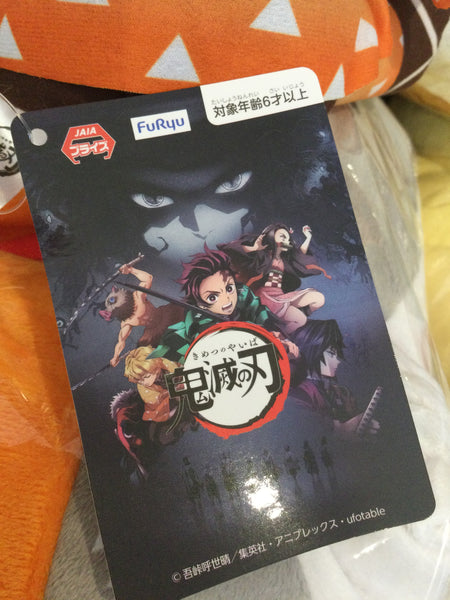 JAIA
プライズ
FuRyu
たいしょうねんれい さい いじょう
対象年齢6才以上
きめつのやいば
鬼滅の刃
©吾峠呼世晴／集英社・アニプレックス・ufotable